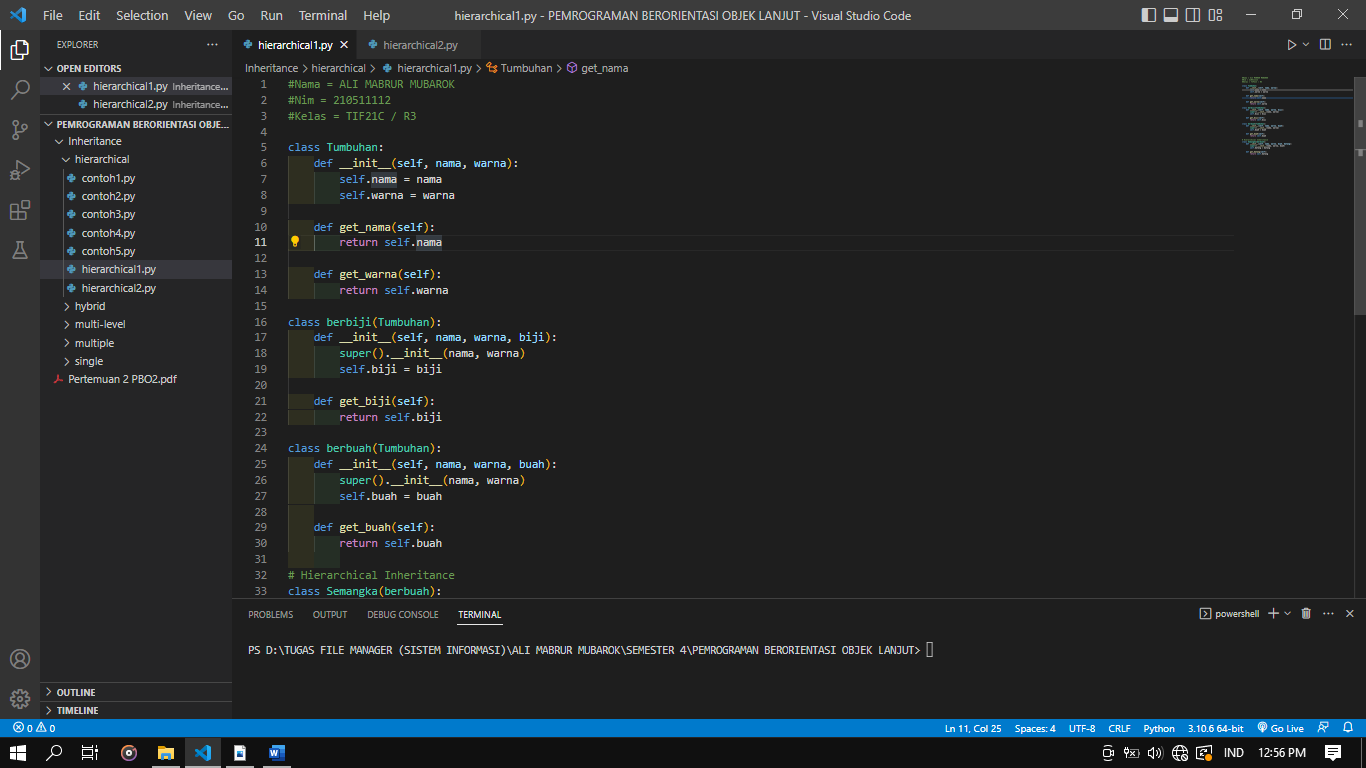 File Edit Selection View Go Run Terminal Help
hierarchical1.py - PEMROGRAMAN BERORIENTASI OBJEK LANJUT - Visual Studio Code
EXPLORER
OPEN EDITORS
hierarchical1.py Inheritance...
hierarchical2.py Inheritance...
PEMROGRAMAN BERORIENTASI OBJE...
Inheritance
hierarchical
contoh1.py
contoh2.py
contoh3.py
contoh4.py
contoh5.py
hierarchical1.py
hierarchical2.py
hybrid
multi-level
multiple
single
Pertemuan 2 PBO2.pdf
OUTLINE
TIMELINE
hierarchical1.py
hierarchical2.py
Inheritance > hierarchical > hierarchical1.py > Tumbuhan > get_nama
1 #Nama = ALI MABRUR MUBAROK
2 #Nim = 210511112
3 #Kelas = TIF21C / R3
4
5 class Tumbuhan:
6 def __init__(self, nama, warna):
7 self.nama = nama
8 self.warna = warna
9
10 def get_nama(self):
11 return self.nama
12
13 def get_warna(self):
14 return self.warna
15
16 class berbiji(Tumbuhan):
17 def __init__(self, nama, warna, biji):
18 super().__init__(nama, warna)
19 self.biji = biji
20
21 def get_biji(self):
22 return self.biji
23
24 class berbuah(Tumbuhan):
25 def __init__(self, nama, warna, buah):
26 super().__init__(nama, warna)
27 self.buah = buah
28
29 def get_buah(self):
30 return self.buah
31
32 # Hierarchical Inheritance
33 class Semangka(berbuah):
PROBLEMS OUTPUT DEBUG CONSOLE TERMINAL
powershell
PS D:\TUGAS FILE MANAGER (SISTEM INFORMASI)\ALI MABRUR MUBAROK\SEMESTER 4\PEMROGRAMAN BERORIENTASI OBJEK LANJUT>
0 0
Ln 11, Col 25 Spaces: 4 UTF-8 CRLF Python 3.10.6 64-bit Go Live
IND 12:56 PM